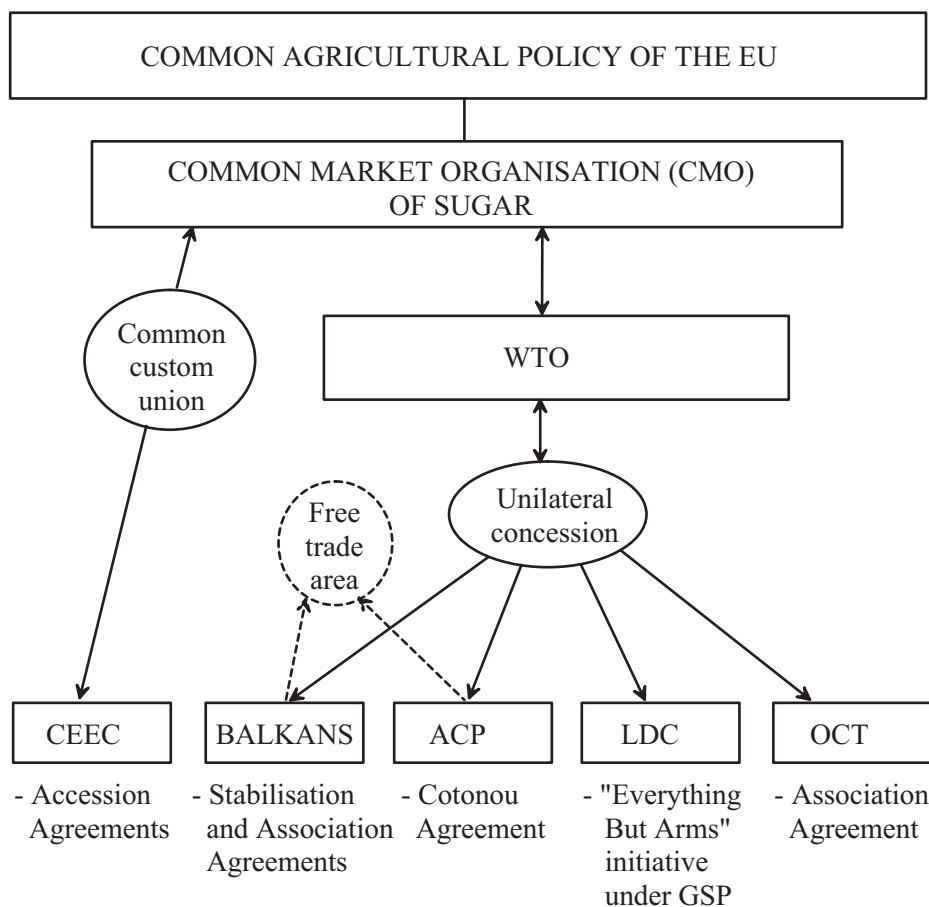 COMMON AGRICULTURAL POLICY OF THE EU
COMMON MARKET ORGANISATION (CMO)
OF SUGAR
Common
custom
union
WTO
Unilateral
concession
Free
trade
area
CEEC
BALKANS
ACP
LDC
OCT
- Accession
Agreements
- Stabilisation
and Association
Agreements
- Cotonou
Agreement
- "Everything
But Arms"
initiative
under GSP
- Association
Agreement